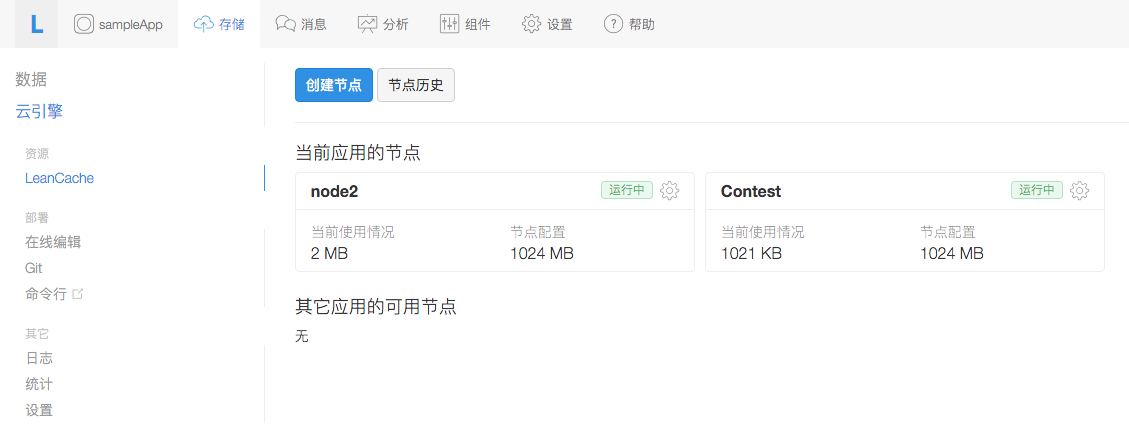 L sampleApp 存储 消息 分析 组件 设置 ? 帮助
数据
云引擎
资源
LeanCache
部署
在线编辑
Git
命令行
其它
日志
统计
设置
创建节点 节点历史
当前应用的节点
node2 运行中
当前使用情况 节点配置
2 MB 1024 MB
Contest 运行中
当前使用情况 节点配置
1021 KB 1024 MB
其它应用的可用节点
无